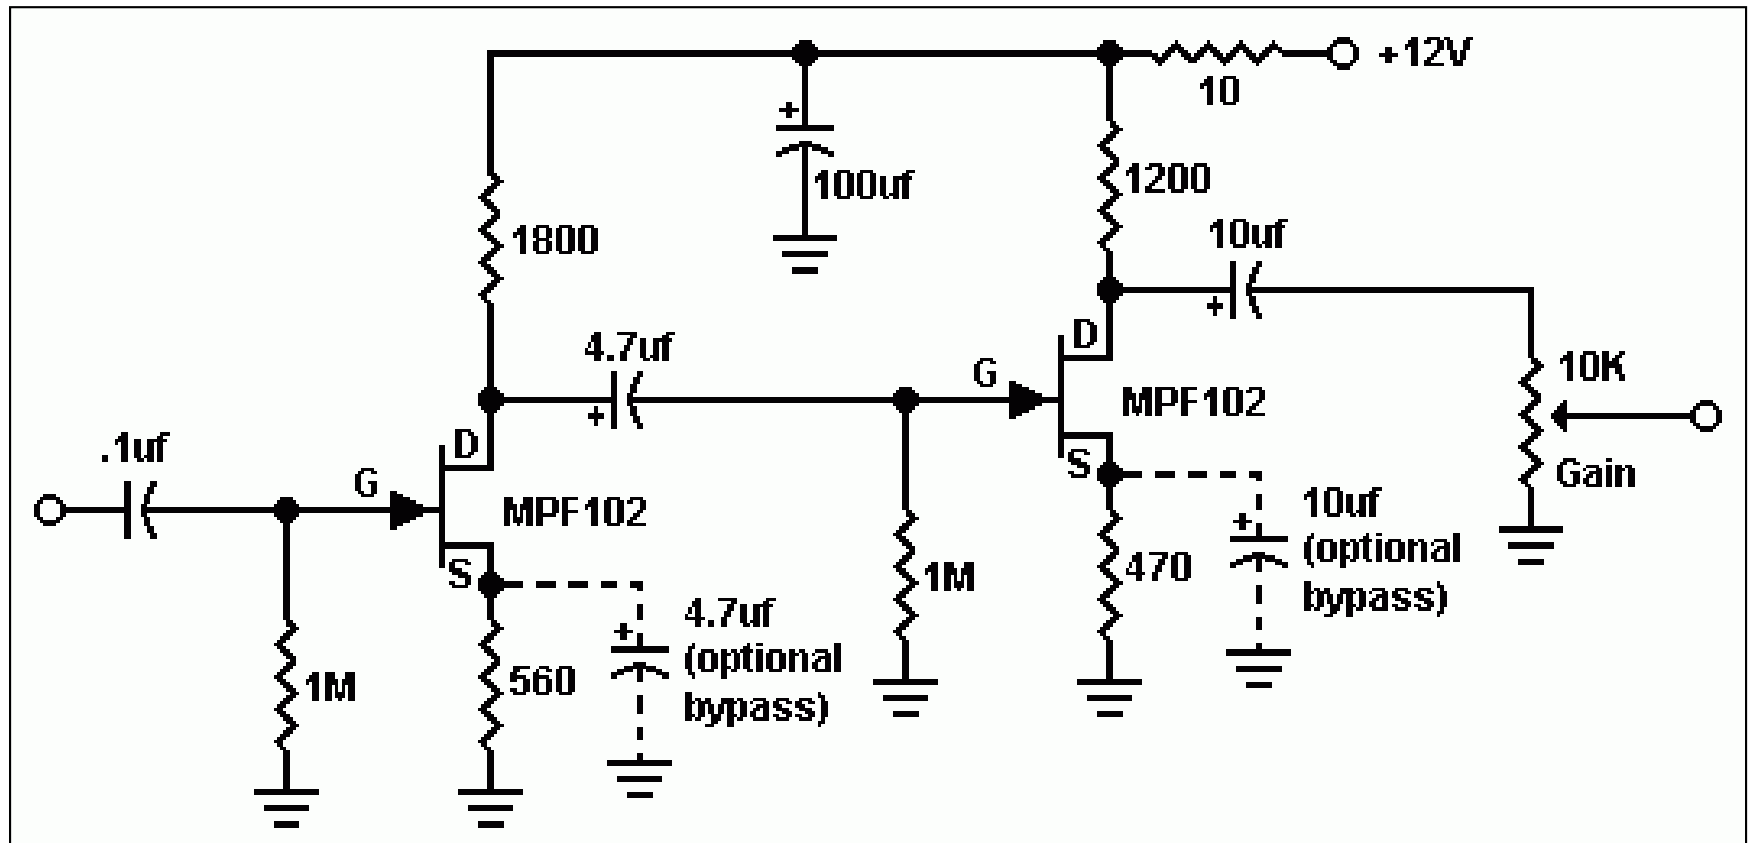 +12V
10
+
100uf
1200
1800
10uf
+
4.7uf
+
D
G
MPF102
S
10K
Gain
.1uf
G
D
MPF102
S
+
10uf
(optional
bypass)
470
1M
+
4.7uf
(optional
bypass)
560
1M